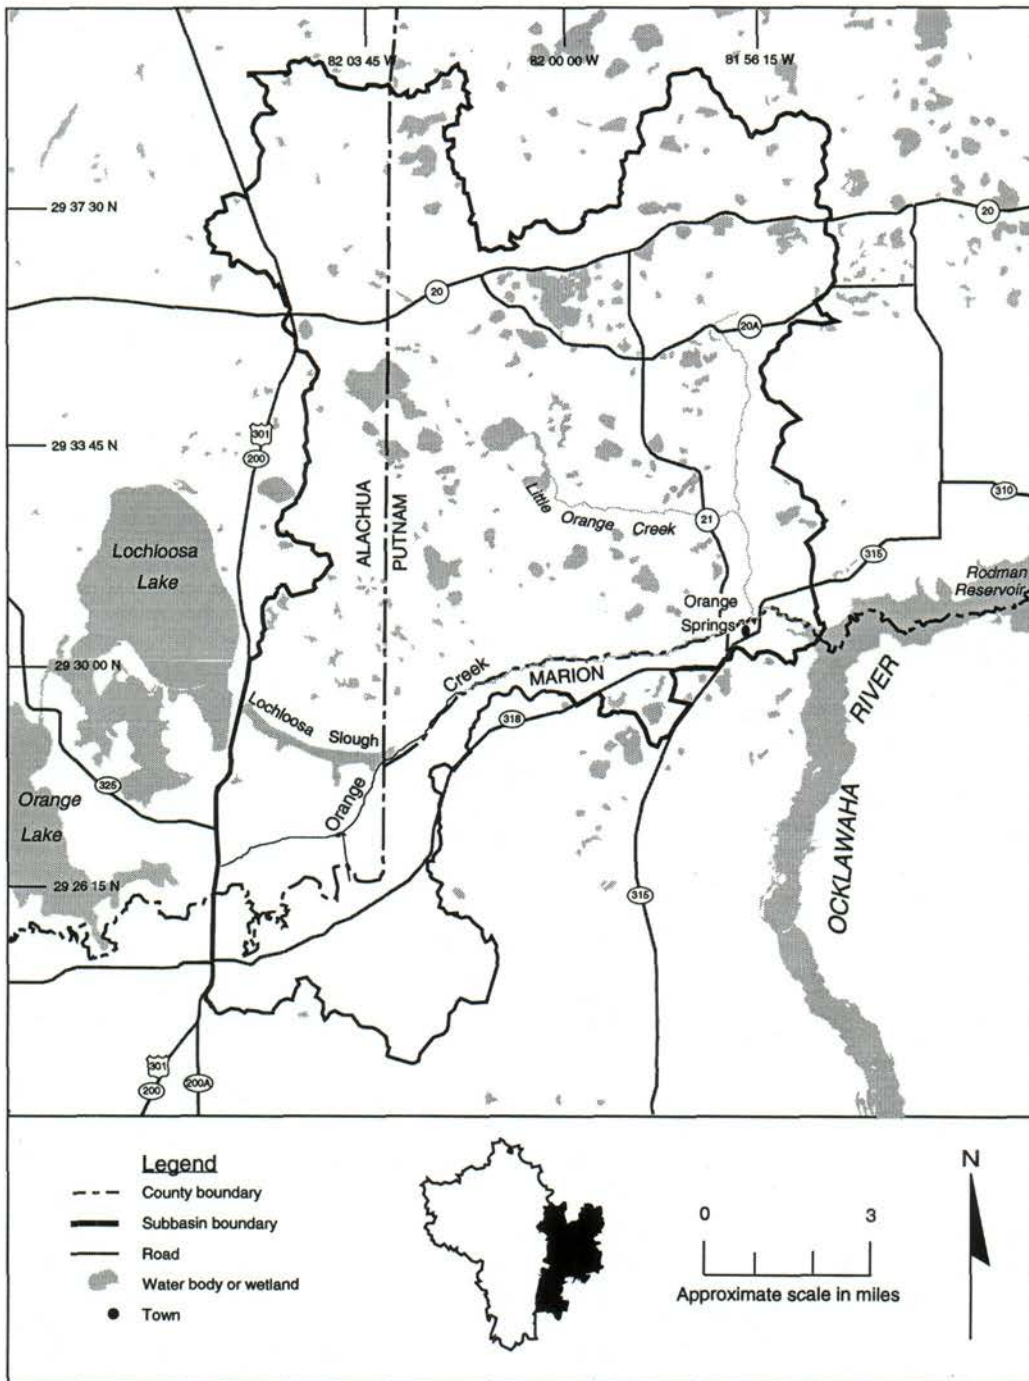 82 03 45 W
82 00 00 W
81 56 15 W
29 37 30 N
20
20
20A
301
200
29 33 45 N
ALACHUA
PUTNAM
Little Orange Creek
21
310
315
Lochloosa
Lake
Rodman
Reservoir
Orange
Springs
29 30 00 N
Creek
MARION
RIVER
Lochloosa Slough
318
325
Orange
Orange
Lake
OCKLAWAHA
29 26 15 N
315
301
200
200A
Legend
County boundary
Subbasin boundary
Road
Water body or wetland
Town
0 3
Approximate scale in miles
N